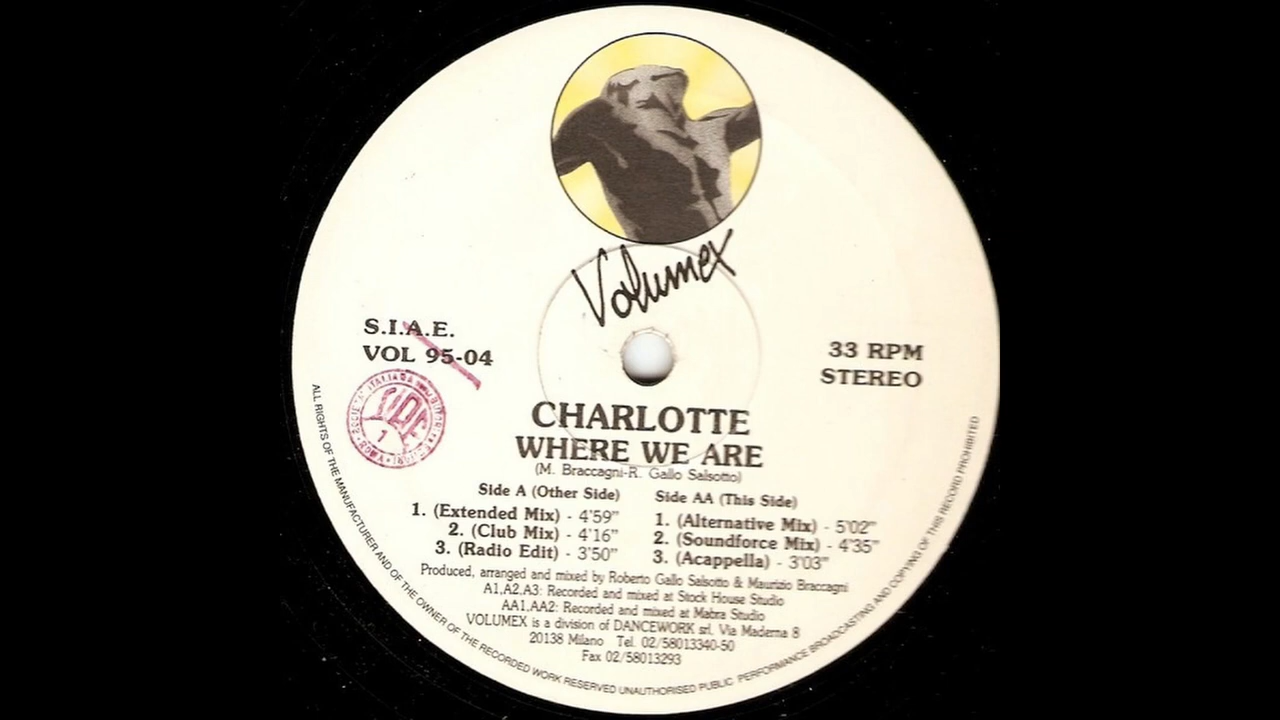 Volumex
S.I.A.E.
VOL 95-04
33 RPM
STEREO
CHARLOTTE
WHERE WE ARE
(M. Braccagni-R. Gallo Salsotto)
Side A (Other Side)
1. (Extended Mix) - 4'59"
2. (Club Mix) - 4'16"
3. (Radio Edit) - 3'50"
Side AA (This Side)
1. (Alternative Mix) - 5'02"
2. (Soundforce Mix) - 4'35"
3. (Acappella) - 3'03"
Produced, arranged and mixed by Roberto Gallo Salsotto & Maurizio Braccagni
A1,A2,A3: Recorded and mixed at Stock House Studio
AA1,AA2: Recorded and mixed at Mabra Studio
VOLUMEX is a division of DANCEWORK srl, Via Maderna 8
20138 Milano Tel. 02/58013340-50
Fax 02/58013293
ALL RIGHTS OF THE MANUFACTURER AND OF THE OWNER OF THE RECORDED WORK RESERVED UNAUTHORISED PUBLIC PERFORMANCE BROADCASTING AND COPYING OF THIS RECORD PROHIBITED
ROMA